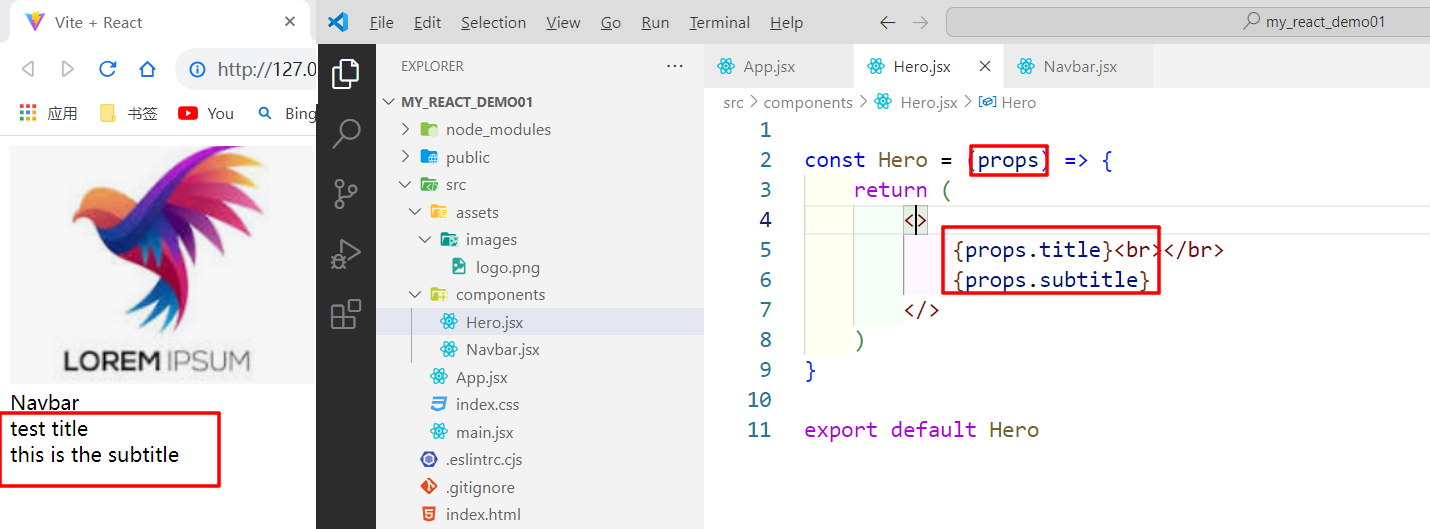 Vite + React
http://127.0
应用 书签 You Bing
LOREM IPSUM
Navbar
test title
this is the subtitle
File Edit Selection View Go Run Terminal Help
my_react_demo01
EXPLORER
MY_REACT_DEMO01
node_modules
public
src
assets
images
logo.png
components
Hero.jsx
Navbar.jsx
App.jsx
index.css
main.jsx
.eslintrc.cjs
.gitignore
index.html
App.jsx Hero.jsx Navbar.jsx
src > components > Hero.jsx > Hero
1
2 const Hero = (props) => {
3 return (
4 <>
5 {props.title}<br></br>
6 {props.subtitle}
7 </>
8 )
9 }
10
11 export default Hero